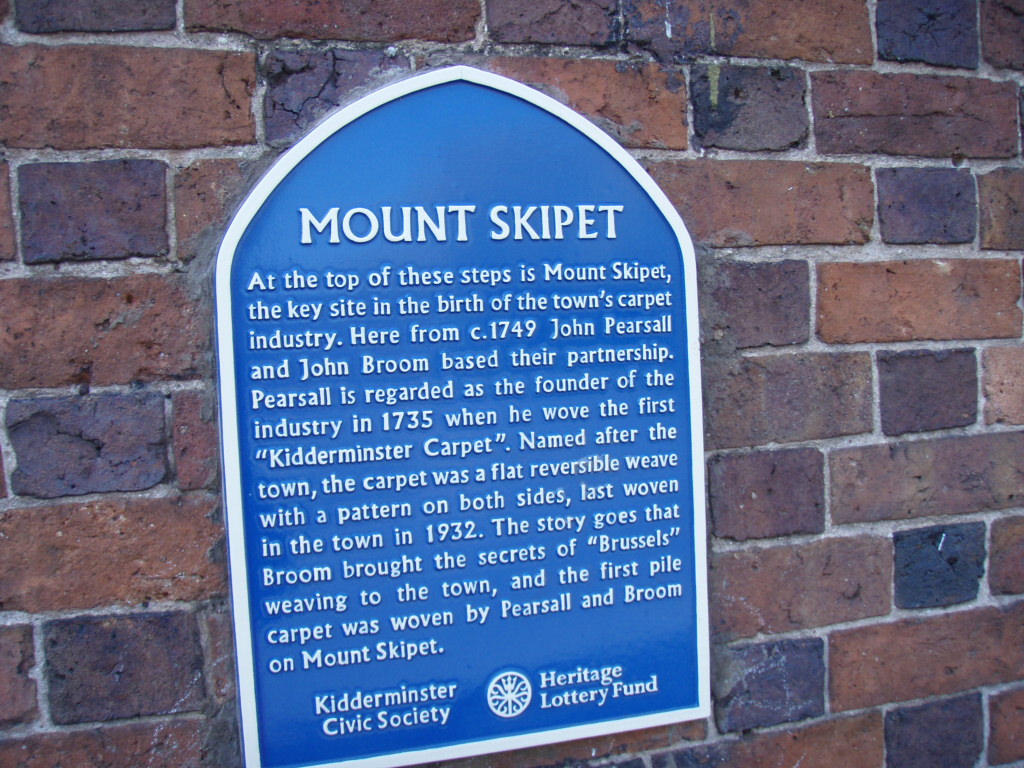 MOUNT SKIPET
At the top of these steps is Mount Skipet,
the key site in the birth of the town's carpet
industry. Here from c.1749 John Pearsall
and John Broom based their partnership.
Pearsall is regarded as the founder of the
industry in 1735 when he wove the first
"Kidderminster Carpet". Named after the
town, the carpet was a flat reversible weave
with a pattern on both sides, last woven
in the town in 1932. The story goes that
Broom brought the secrets of "Brussels"
weaving to the town, and the first pile
carpet was woven by Pearsall and Broom
on Mount Skipet.
Kidderminster
Civic Society
Heritage
Lottery Fund